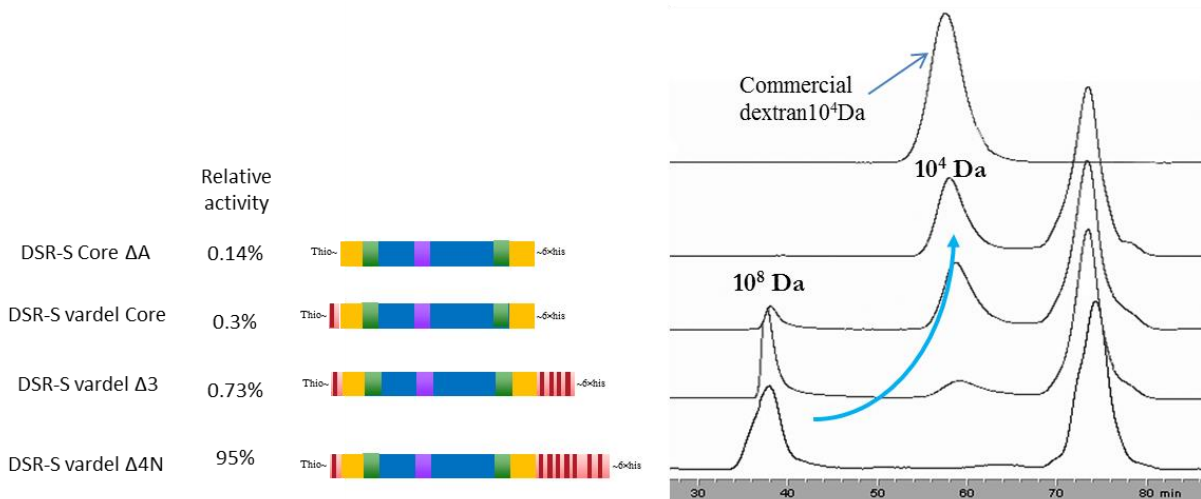 Relative
activity
DSR-S Core ΔA
0.14%
Thio~
~6×his
DSR-S vardel Core
0.3%
Thio~
~6×his
DSR-S vardel Δ3
0.73%
Thio~
~6×his
DSR-S vardel Δ4N
95%
Thio~
~6×his
Commercial
dextran10⁴Da
10⁴ Da
10⁸ Da
30 40 50 60 70 80 min